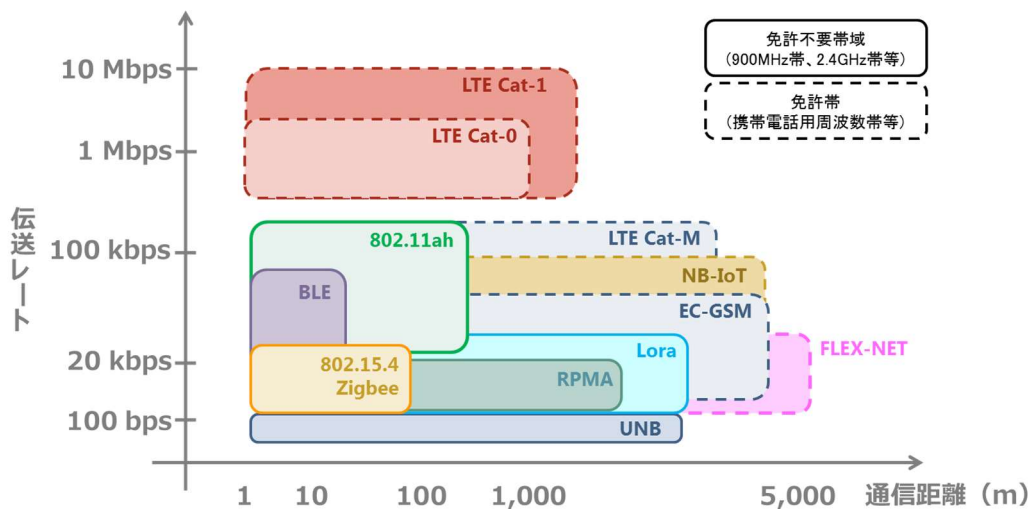 免許不要帯域
（900MHz帯、2.4GHz帯等）
免許帯
（携帯電話用周波数帯等）
伝送レート
10 Mbps
1 Mbps
100 kbps
20 kbps
100 bps
LTE Cat-1
LTE Cat-0
802.11ah
LTE Cat-M
BLE
NB-IoT
EC-GSM
802.15.4
Zigbee
Lora
RPMA
FLEX-NET
UNB
1
10
100
1,000
5,000
通信距離（m）